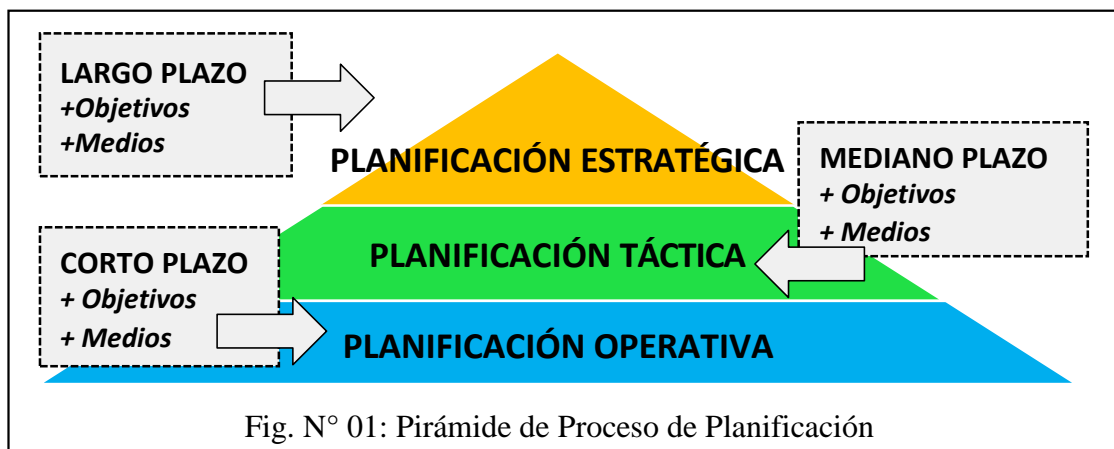 LARGO PLAZO
+Objetivos
+Medios
PLANIFICACIÓN ESTRATÉGICA
MEDIANO PLAZO
+ Objetivos
+ Medios
PLANIFICACIÓN TÁCTICA
CORTO PLAZO
+ Objetivos
+ Medios
PLANIFICACIÓN OPERATIVA
Fig. N° 01: Pirámide de Proceso de Planificación